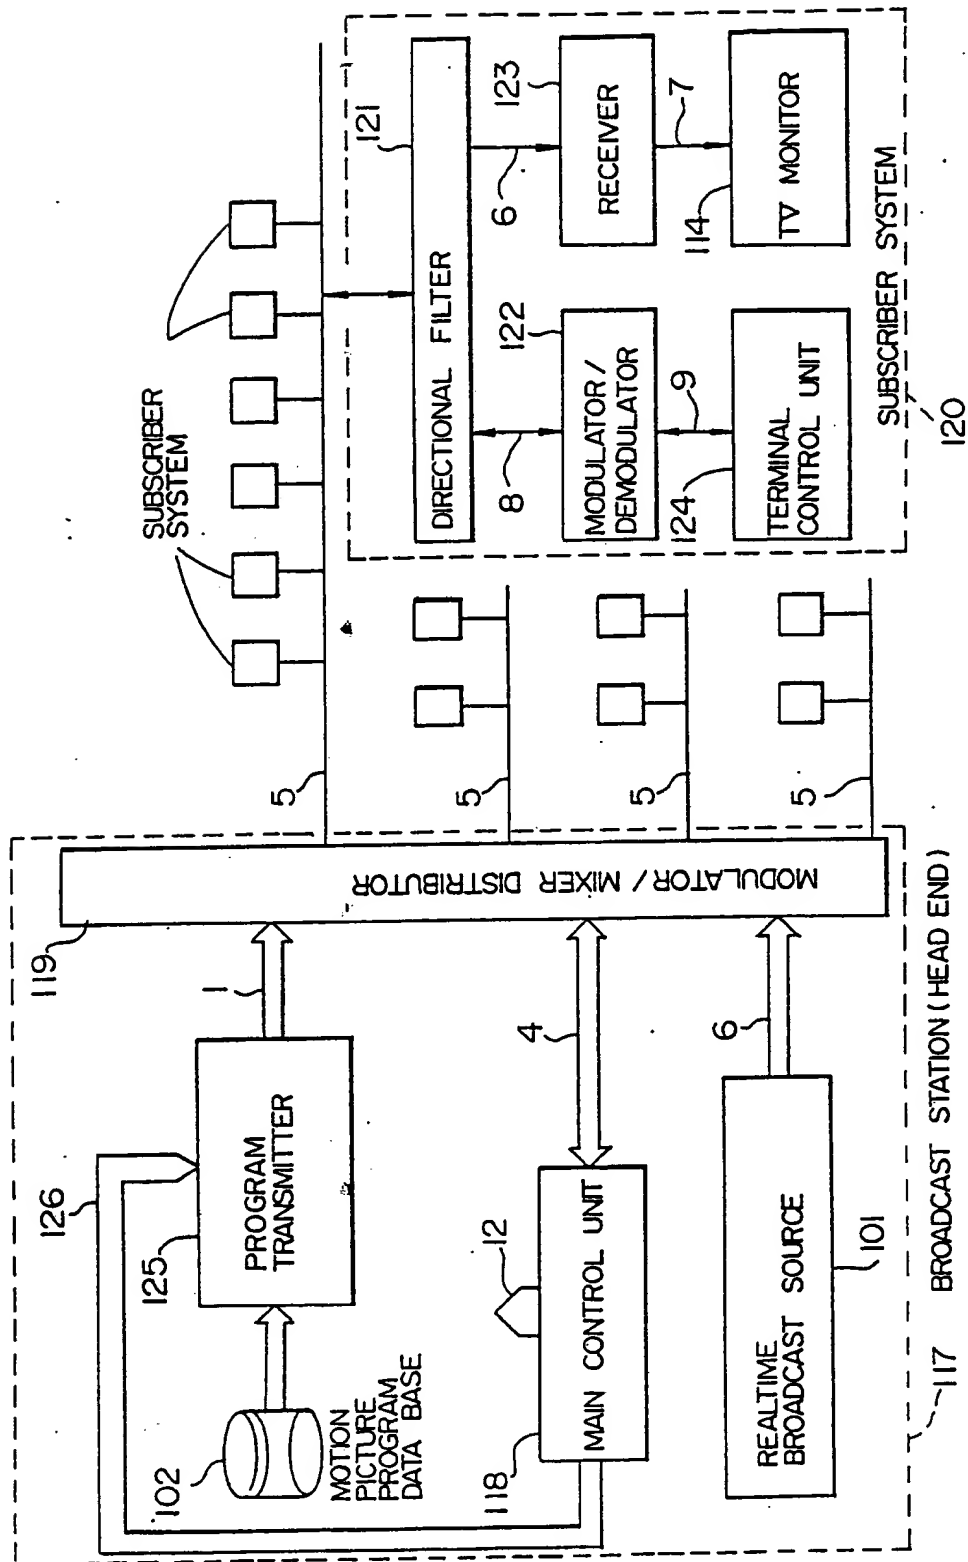 126
119
125
PROGRAM
TRANSMITTER
1
102
MOTION
PICTURE
PROGRAM
DATA BASE
12
4
MAIN CONTROL UNIT
118
6
REALTIME
BROADCAST SOURCE
101
MODULATOR / MIXER DISTRIBUTOR
117
BROADCAST STATION (HEAD END)
5
5
5
5
SUBSCRIBER
SYSTEM
121
DIRECTIONAL FILTER
8
6
122
123
MODULATOR /
DEMODULATOR
RECEIVER
9
7
124
114
TERMINAL
CONTROL UNIT
TV MONITOR
SUBSCRIBER SYSTEM
120